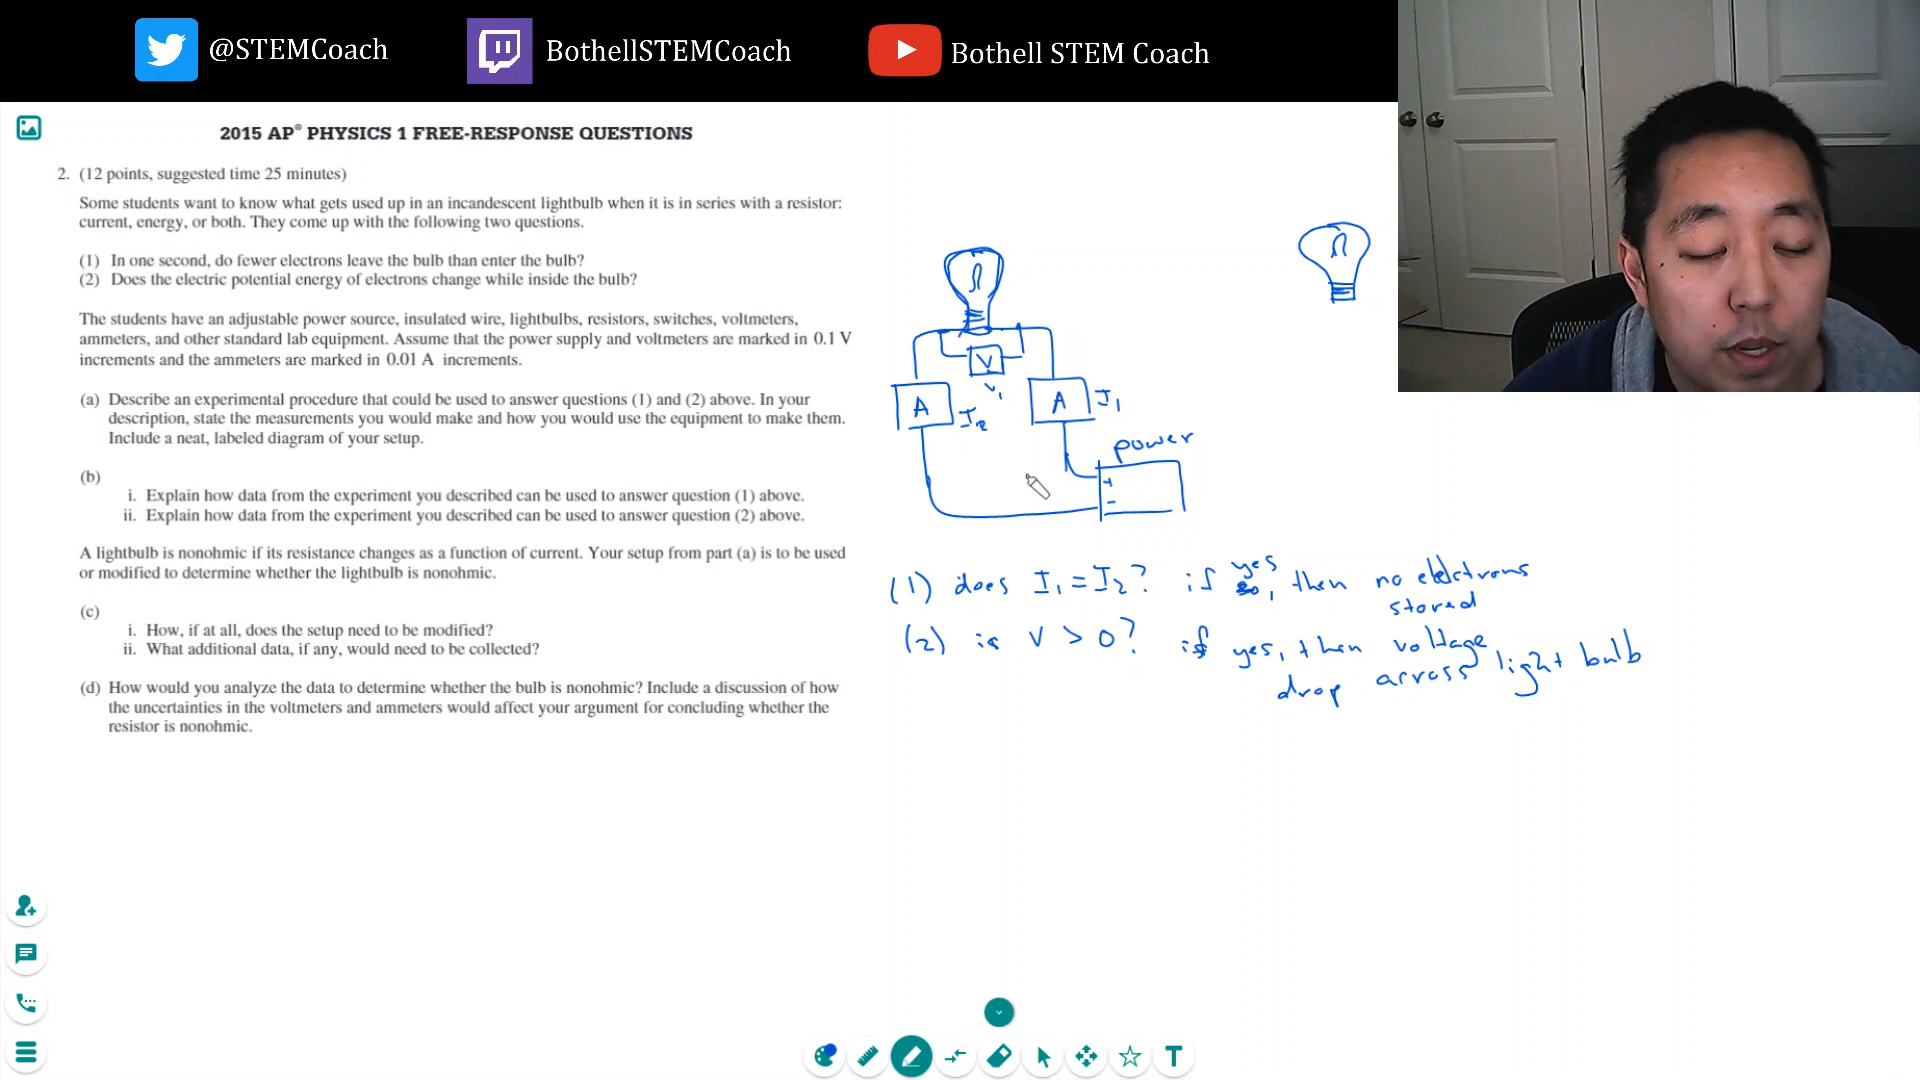 @STEMCoach
BothellSTEMCoach
Bothell STEM Coach
2015 AP® PHYSICS 1 FREE-RESPONSE QUESTIONS
2. (12 points, suggested time 25 minutes)
Some students want to know what gets used up in an incandescent lightbulb when it is in series with a resistor:
current, energy, or both. They come up with the following two questions.
(1) In one second, do fewer electrons leave the bulb than enter the bulb?
(2) Does the electric potential energy of electrons change while inside the bulb?
The students have an adjustable power source, insulated wire, lightbulbs, resistors, switches, voltmeters,
ammeters, and other standard lab equipment. Assume that the power supply and voltmeters are marked in 0.1 V
increments and the ammeters are marked in 0.01 A increments.
(a) Describe an experimental procedure that could be used to answer questions (1) and (2) above. In your
description, state the measurements you would make and how you would use the equipment to make them.
Include a neat, labeled diagram of your setup.
(b)
i. Explain how data from the experiment you described can be used to answer question (1) above.
ii. Explain how data from the experiment you described can be used to answer question (2) above.
A lightbulb is nonohmic if its resistance changes as a function of current. Your setup from part (a) is to be used
or modified to determine whether the lightbulb is nonohmic.
(c)
i. How, if at all, does the setup need to be modified?
ii. What additional data, if any, would need to be collected?
(d) How would you analyze the data to determine whether the bulb is nonohmic? Include a discussion of how
the uncertainties in the voltmeters and ammeters would affect your argument for concluding whether the
resistor is nonohmic.
V
V₁
A
I₂
A
I₁
power
+
-
(1) does I₁ = I₂? if yes, then no electrons
stored
(2) is V > 0? if yes, then voltage
drop across light bulb
T